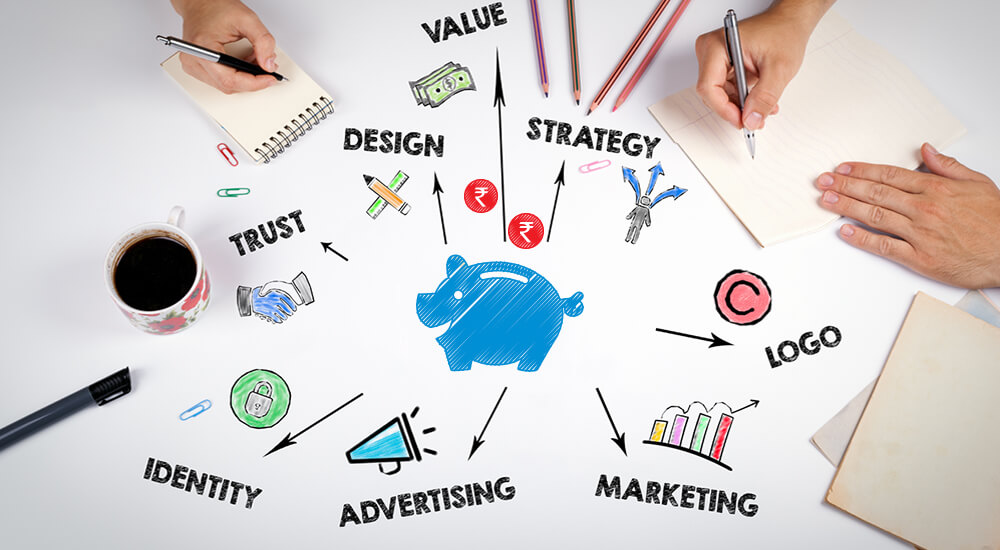 VALUE
$
DESIGN
STRATEGY
₹
₹
TRUST
©
LOGO
IDENTITY
ADVERTISING
MARKETING